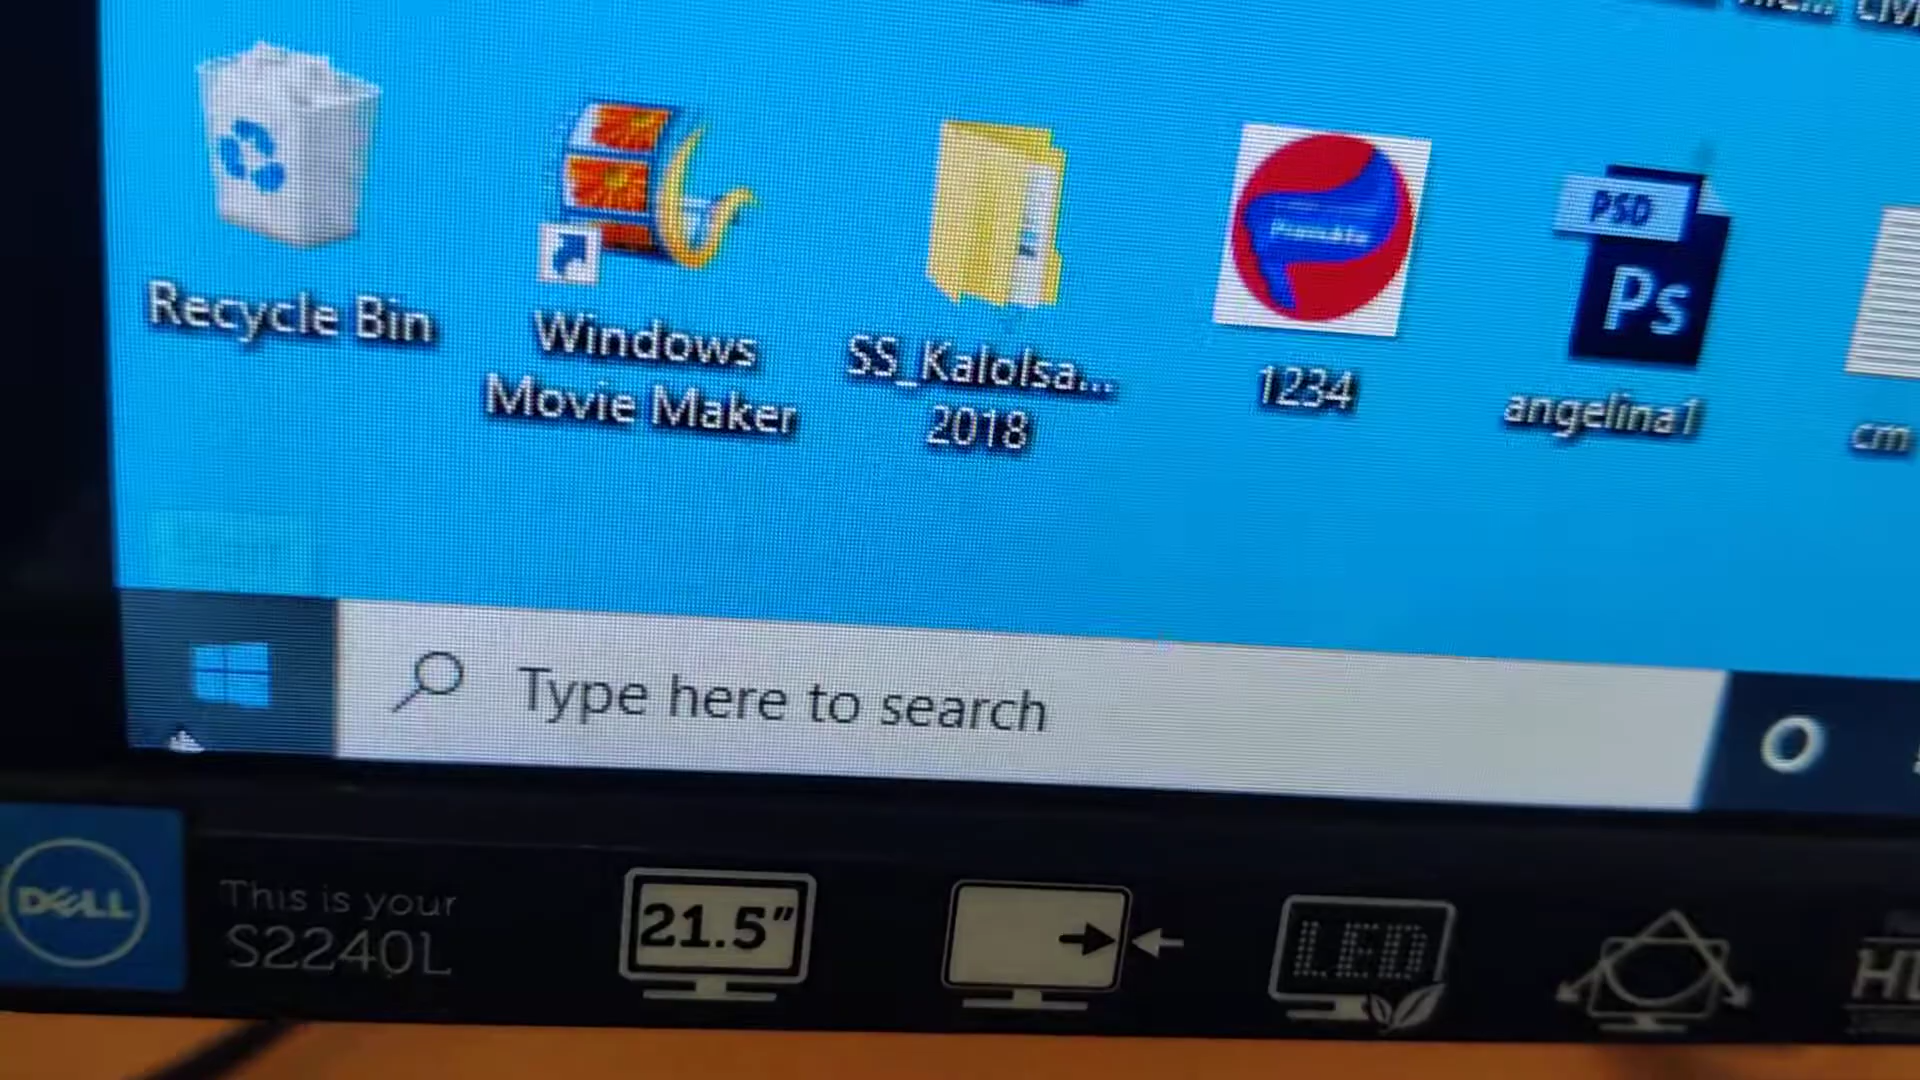 Recycle Bin
Windows
Movie Maker
SS_Kalolsa...
2018
1234
PSD
Ps
angelina1
cm
Type here to search
DELL
This is your
S2240L
21.5"
LED